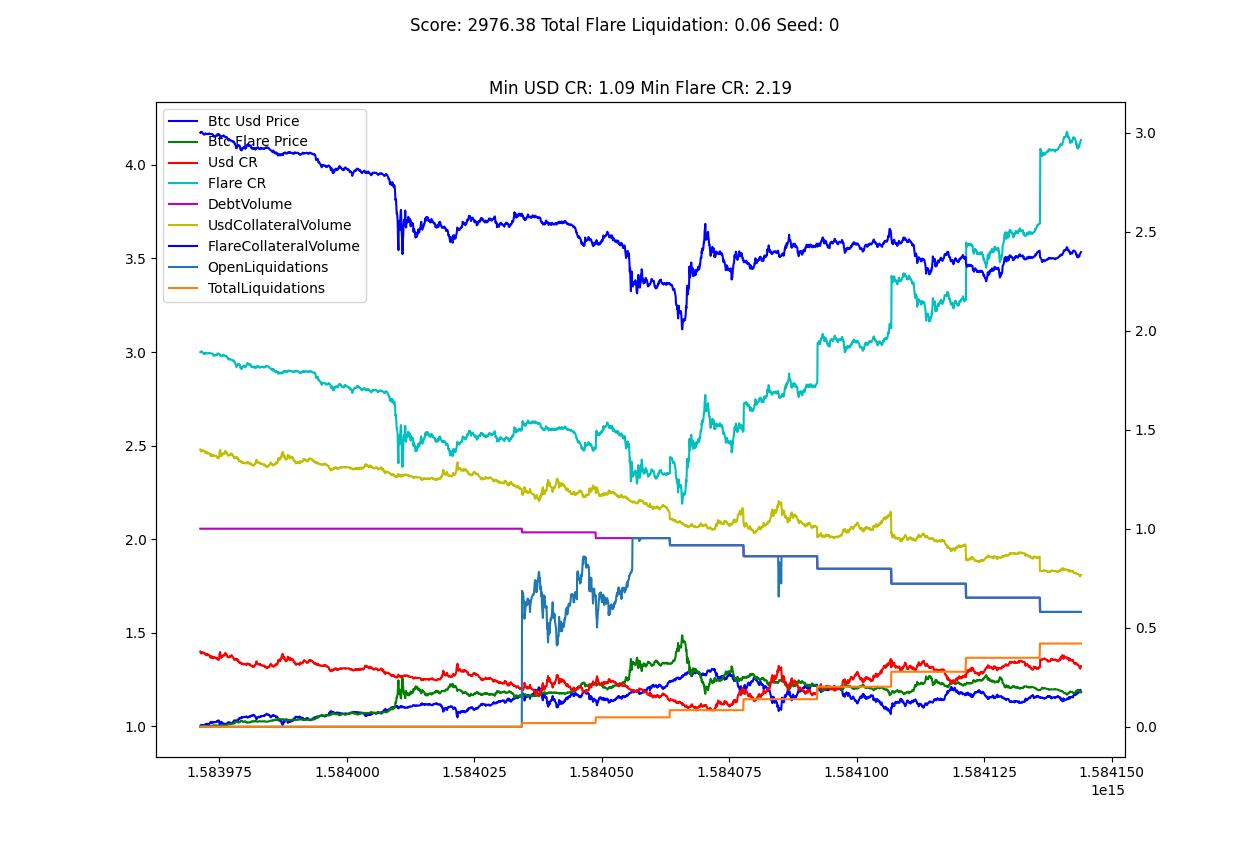 Score: 2976.38 Total Flare Liquidation: 0.06 Seed: 0
Min USD CR: 1.09 Min Flare CR: 2.19
Btc Usd Price
Btc Flare Price
Usd CR
Flare CR
DebtVolume
UsdCollateralVolume
FlareCollateralVolume
OpenLiquidations
TotalLiquidations
4.0
3.5
3.0
2.5
2.0
1.5
1.0
3.0
2.5
2.0
1.5
1.0
0.5
0.0
1.583975 1.584000 1.584025 1.584050 1.584075 1.584100 1.584125 1.584150
1e15